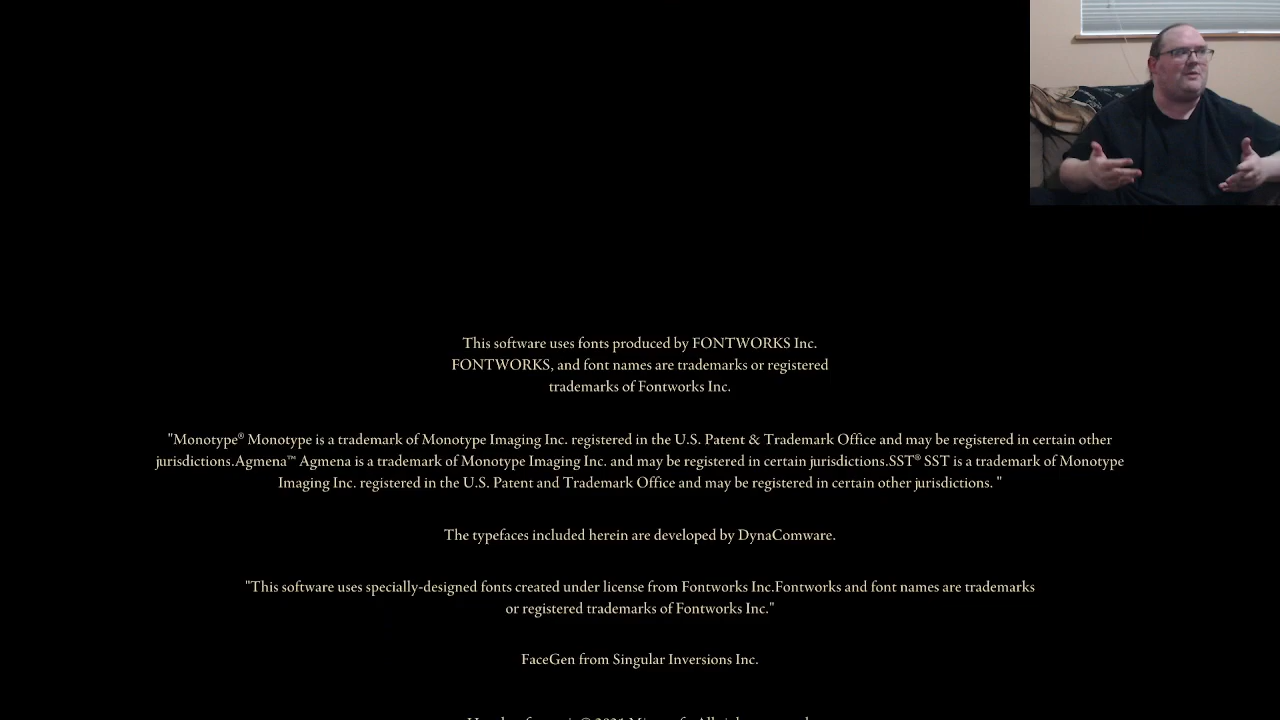 This software uses fonts produced by FONTWORKS Inc.
FONTWORKS, and font names are trademarks or registered
trademarks of Fontworks Inc.
"Monotype® Monotype is a trademark of Monotype Imaging Inc. registered in the U.S. Patent & Trademark Office and may be registered in certain other
jurisdictions.Agmena™ Agmena is a trademark of Monotype Imaging Inc. and may be registered in certain jurisdictions.SST® SST is a trademark of Monotype
Imaging Inc. registered in the U.S. Patent and Trademark Office and may be registered in certain other jurisdictions. "
The typefaces included herein are developed by DynaComware.
"This software uses specially-designed fonts created under license from Fontworks Inc.Fontworks and font names are trademarks
or registered trademarks of Fontworks Inc."
FaceGen from Singular Inversions Inc.